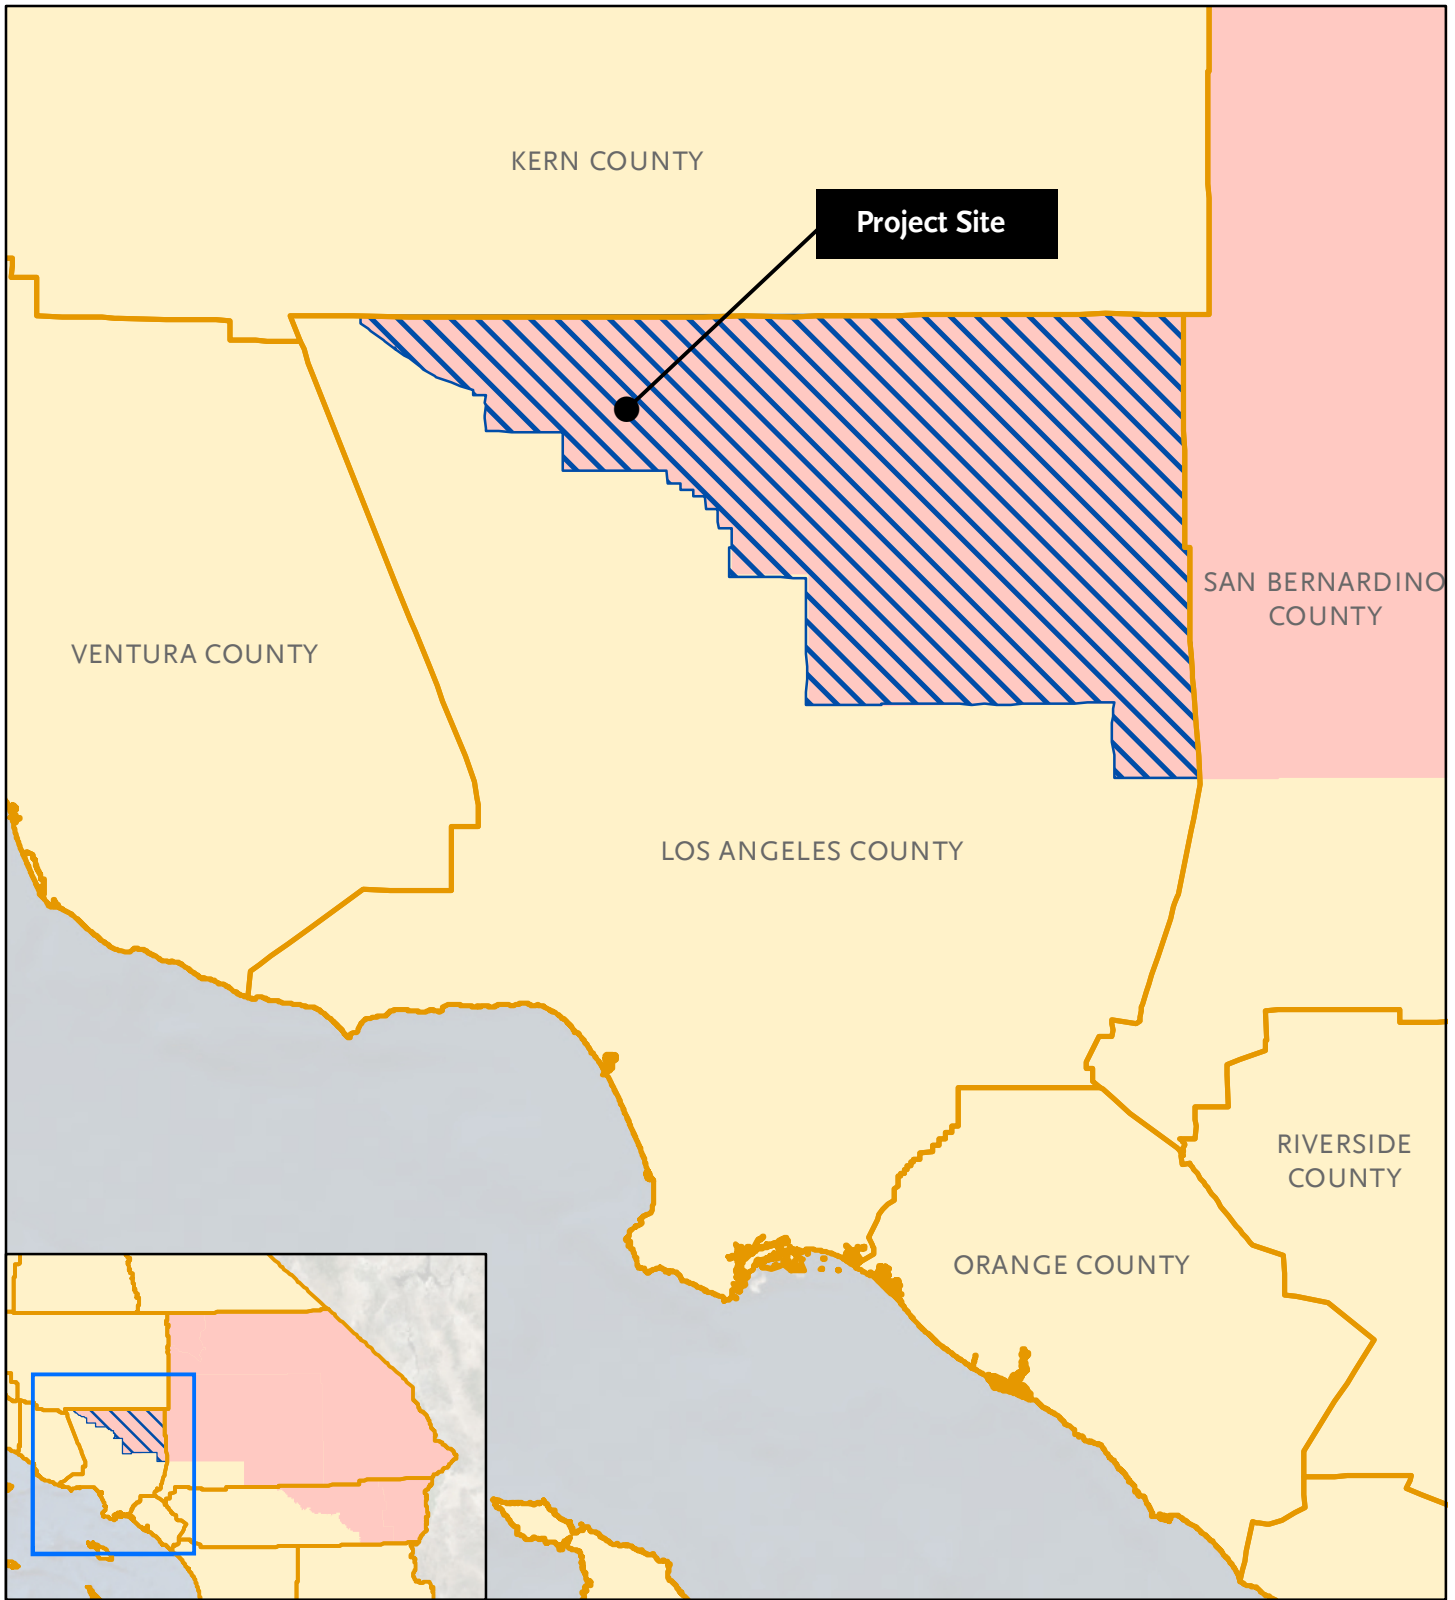 KERN COUNTY
Project Site
SAN BERNARDINO
COUNTY
VENTURA COUNTY
LOS ANGELES COUNTY
RIVERSIDE
COUNTY
ORANGE COUNTY